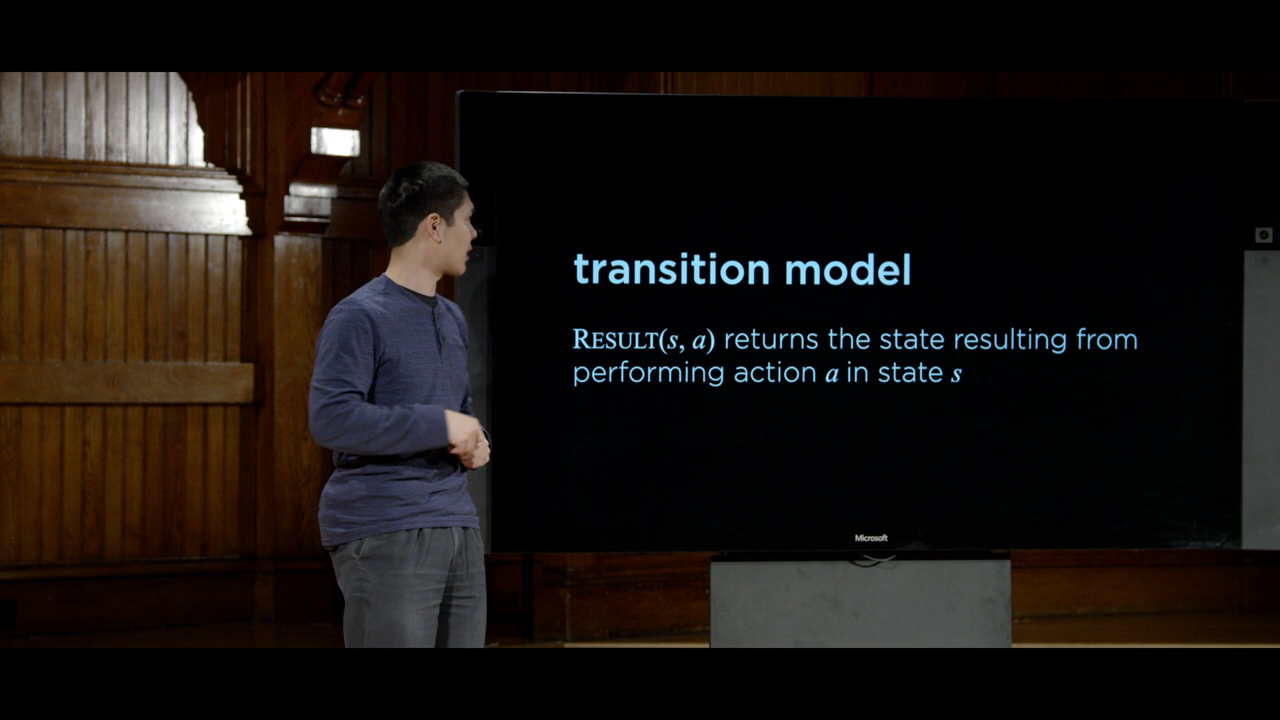 transition model
RESULT(s, a) returns the state resulting from
performing action a in state s
Microsoft